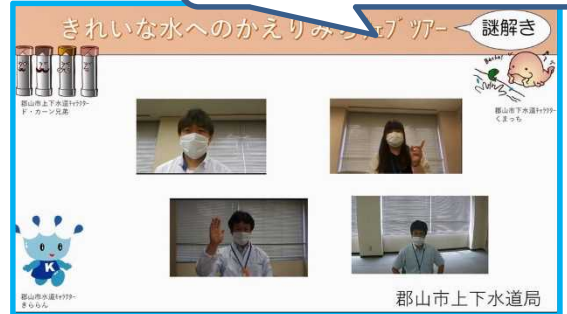 きれいな水へのかえりみちウェブツアー
謎解き
郡山市上下水道キャラクター
ド・カーン兄弟
郡山市下水道キャラクター
くまっち
K
郡山市水道キャラクター
きららん
郡山市上下水道局